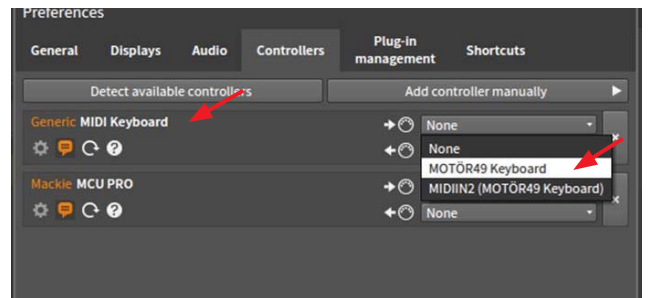 Preferences
General Displays Audio Controllers Plug-in management Shortcuts
Detect available controllers Add controller manually
Generic MIDI Keyboard
None
None
MOTÖR49 Keyboard
MIDIIN2 (MOTÖR49 Keyboard)
Mackie MCU PRO
None